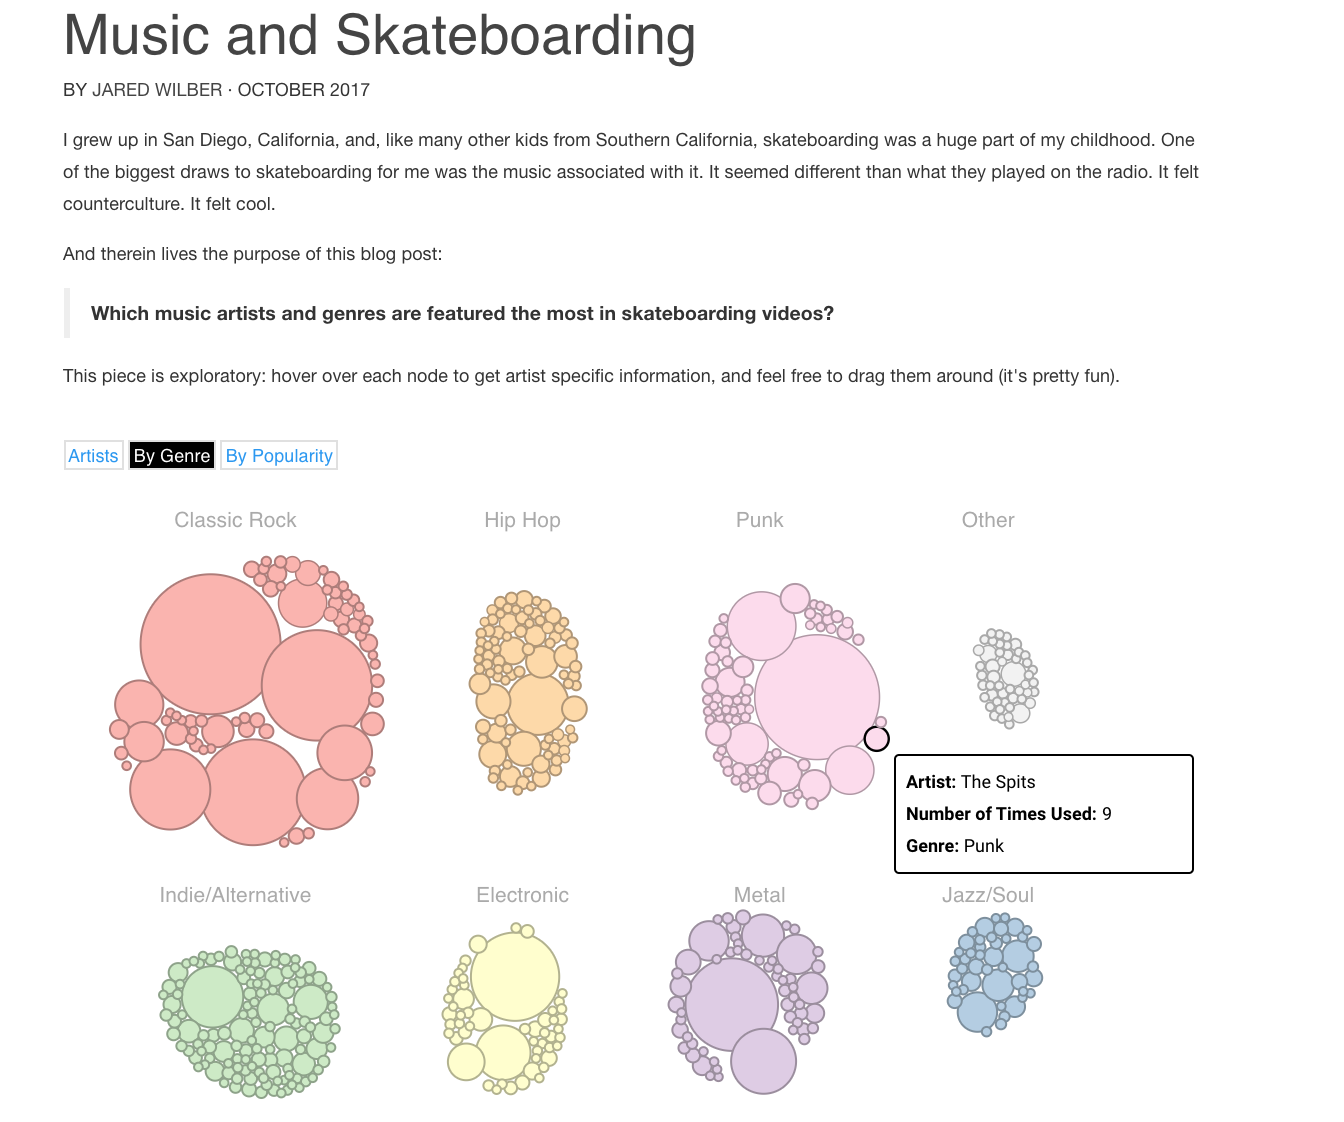 Music and Skateboarding
BY JARED WILBER · OCTOBER 2017
I grew up in San Diego, California, and, like many other kids from Southern California, skateboarding was a huge part of my childhood. One
of the biggest draws to skateboarding for me was the music associated with it. It seemed different than what they played on the radio. It felt
counterculture. It felt cool.
And therein lives the purpose of this blog post:
Which music artists and genres are featured the most in skateboarding videos?
This piece is exploratory: hover over each node to get artist specific information, and feel free to drag them around (it's pretty fun).
Artists By Genre By Popularity
Classic Rock Hip Hop Punk Other
Artist: The Spits
Number of Times Used: 9
Genre: Punk
Indie/Alternative Electronic Metal Jazz/Soul